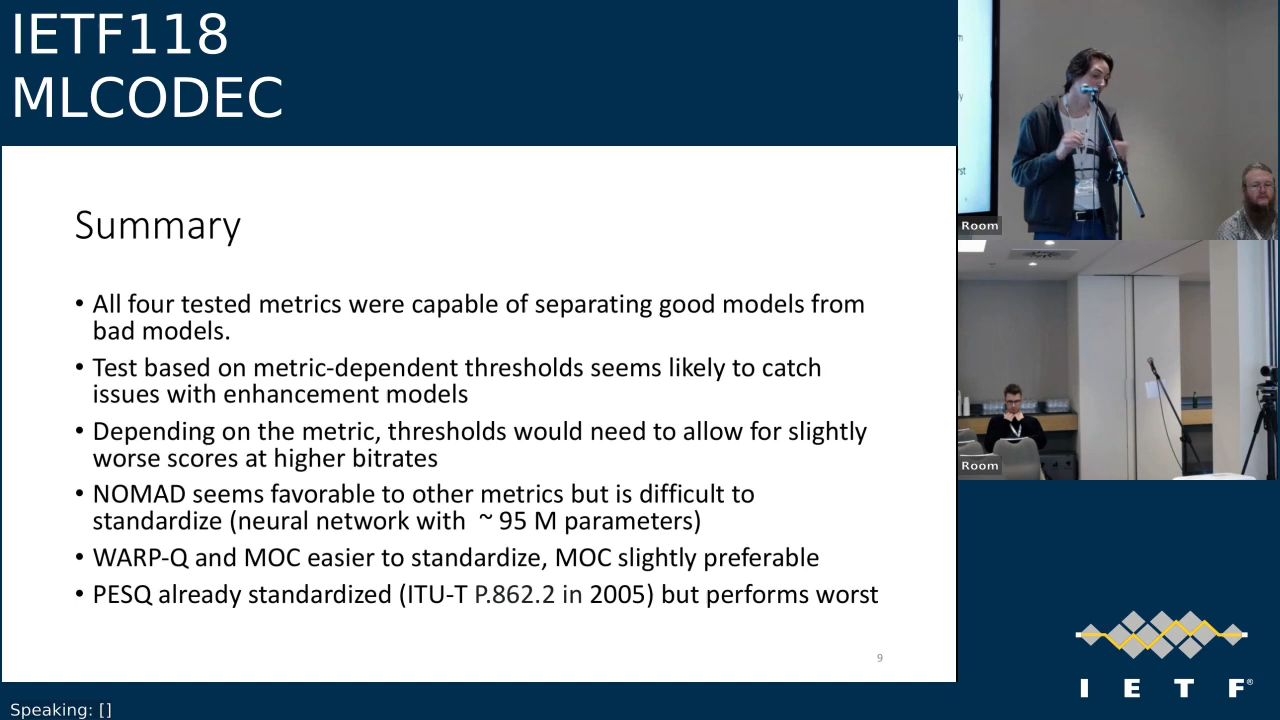 IETF118
MLCODEC
Summary
• All four tested metrics were capable of separating good models from
bad models.
• Test based on metric-dependent thresholds seems likely to catch
issues with enhancement models
• Depending on the metric, thresholds would need to allow for slightly
worse scores at higher bitrates
• NOMAD seems favorable to other metrics but is difficult to
standardize (neural network with ~ 95 M parameters)
• WARP-Q and MOC easier to standardize, MOC slightly preferable
• PESQ already standardized (ITU-T P.862.2 in 2005) but performs worst
9
Room
Room
I E T F®
Speaking: []